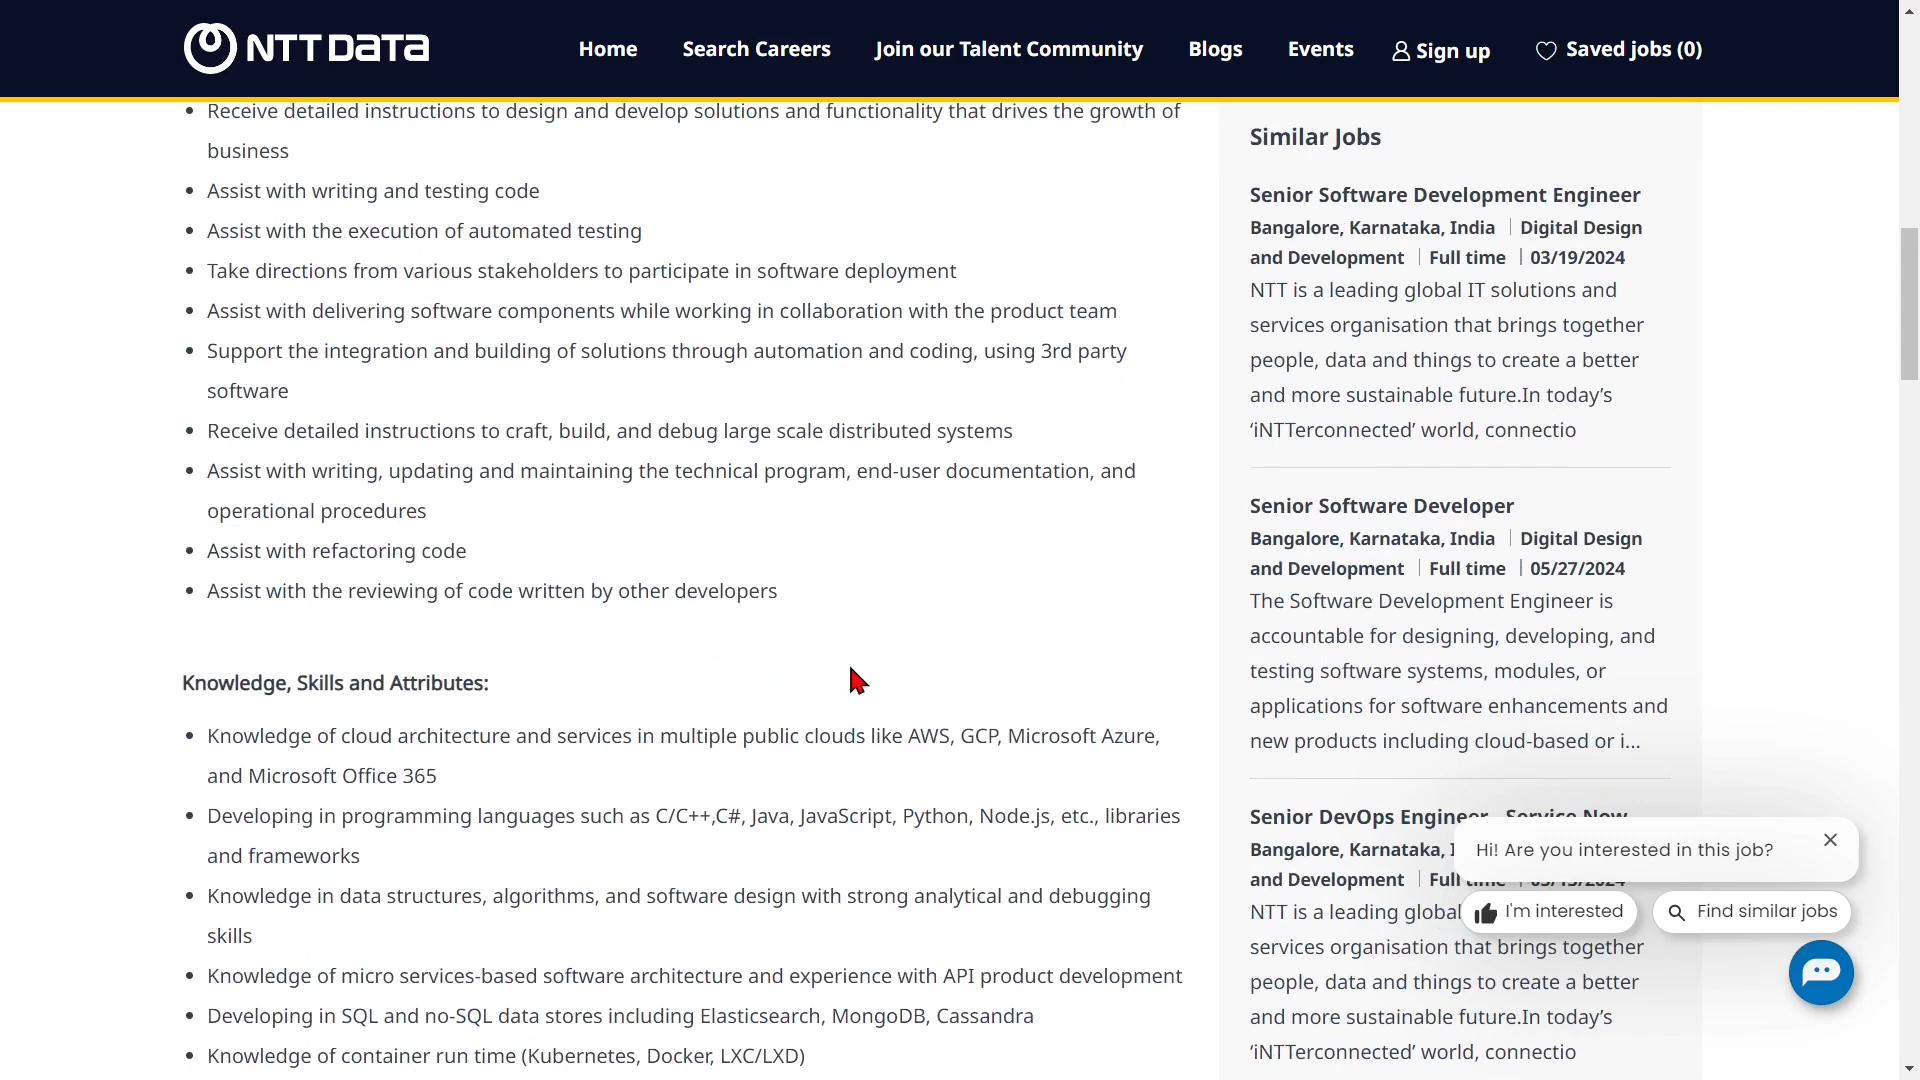 NTT DATA
Home
Search Careers
Join our Talent Community
Blogs
Events
Sign up
Saved jobs (0)
Receive detailed instructions to design and develop solutions and functionality that drives the growth of
business
Assist with writing and testing code
Assist with the execution of automated testing
Take directions from various stakeholders to participate in software deployment
Assist with delivering software components while working in collaboration with the product team
Support the integration and building of solutions through automation and coding, using 3rd party
software
Receive detailed instructions to craft, build, and debug large scale distributed systems
Assist with writing, updating and maintaining the technical program, end-user documentation, and
operational procedures
Assist with refactoring code
Assist with the reviewing of code written by other developers
Knowledge, Skills and Attributes:
Knowledge of cloud architecture and services in multiple public clouds like AWS, GCP, Microsoft Azure,
and Microsoft Office 365
Developing in programming languages such as C/C++,C#, Java, JavaScript, Python, Node.js, etc., libraries
and frameworks
Knowledge in data structures, algorithms, and software design with strong analytical and debugging
skills
Knowledge of micro services-based software architecture and experience with API product development
Developing in SQL and no-SQL data stores including Elasticsearch, MongoDB, Cassandra
Knowledge of container run time (Kubernetes, Docker, LXC/LXD)
Similar Jobs
Senior Software Development Engineer
Bangalore, Karnataka, India | Digital Design
and Development | Full time | 03/19/2024
NTT is a leading global IT solutions and
services organisation that brings together
people, data and things to create a better
and more sustainable future.In today’s
‘iNTTerconnected’ world, connectio
Senior Software Developer
Bangalore, Karnataka, India | Digital Design
and Development | Full time | 05/27/2024
The Software Development Engineer is
accountable for designing, developing, and
testing software systems, modules, or
applications for software enhancements and
new products including cloud-based or i...
Senior DevOps Engineer - Service Now
Bangalore, Karnataka,
and Development | Full time
NTT is a leading global
services organisation that brings together
people, data and things to create a better
and more sustainable future.In today’s
‘iNTTerconnected’ world, connectio
Hi! Are you interested in this job?
I'm interested
Find similar jobs